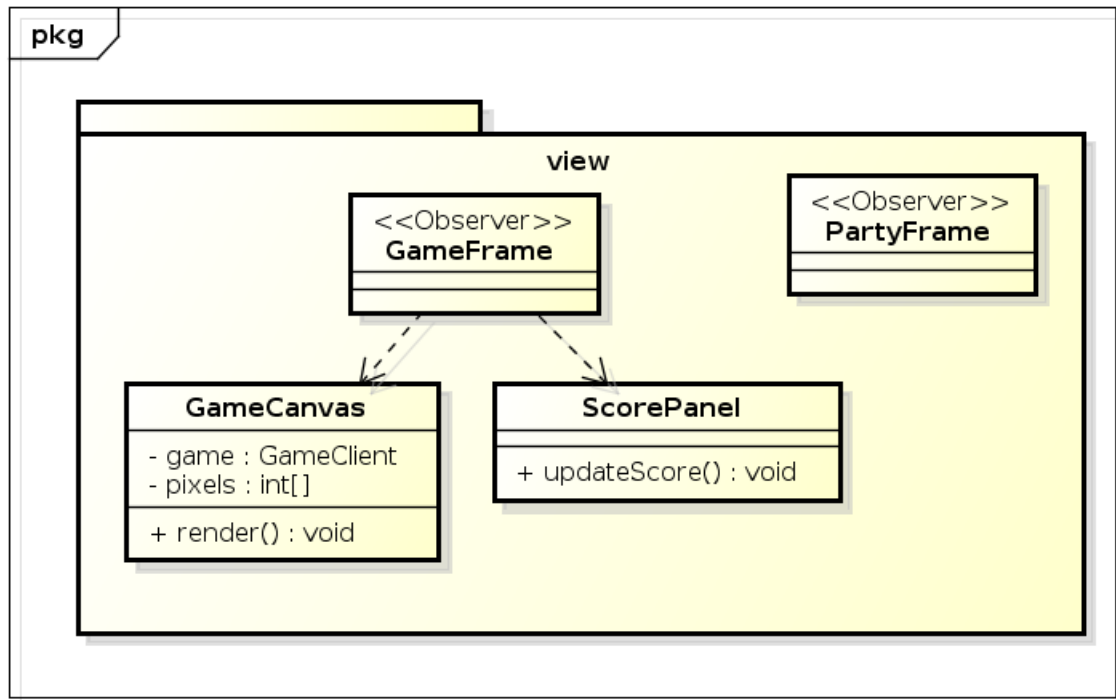 pkg
view
<<Observer>>
GameFrame
<<Observer>>
PartyFrame
GameCanvas
- game : GameClient
- pixels : int[]
+ render() : void
ScorePanel
+ updateScore() : void